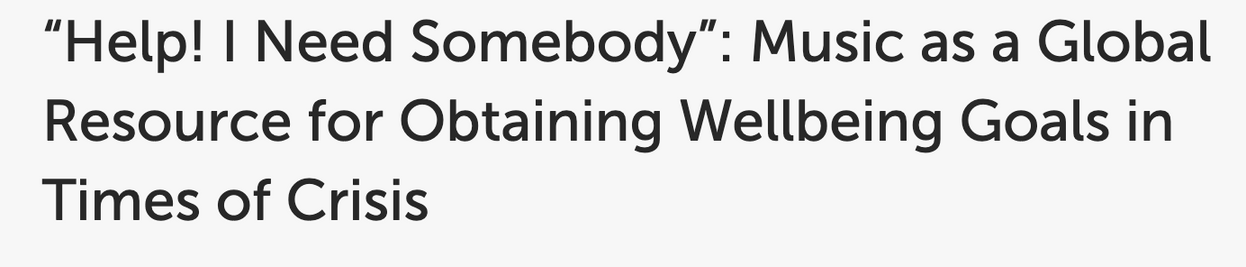 “Help! I Need Somebody”: Music as a Global
Resource for Obtaining Wellbeing Goals in
Times of Crisis